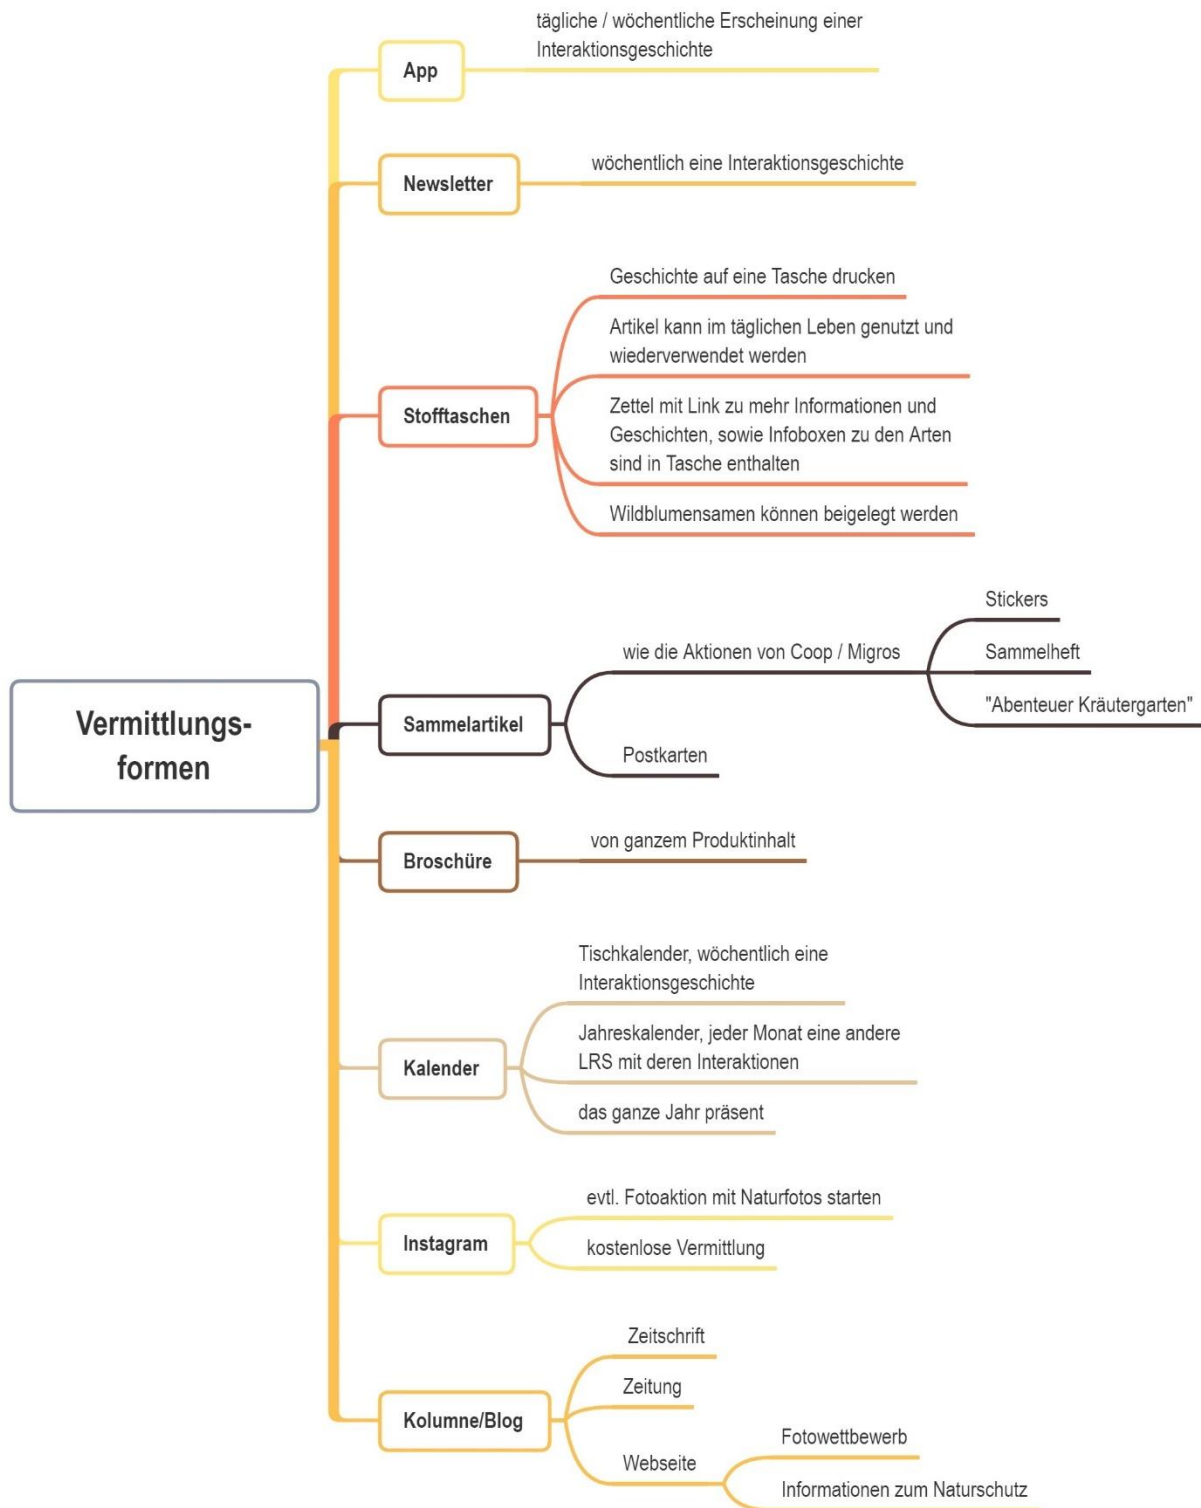 tägliche / wöchentliche Erscheinung einer
Interaktionsgeschichte
App
Newsletter
wöchentlich eine Interaktionsgeschichte
Geschichte auf eine Tasche drucken
Artikel kann im täglichen Leben genutzt und
wiederverwendet werden
Stofftaschen
Zettel mit Link zu mehr Informationen und
Geschichten, sowie Infoboxen zu den Arten
sind in Tasche enthalten
Wildblumensamen können beigelegt werden
Stickers
wie die Aktionen von Coop / Migros
Sammelheft
"Abenteuer Kräutergarten"
Sammelartikel
Postkarten
Vermittlungs-
formen
Broschüre
von ganzem Produktinhalt
Tischkalender, wöchentlich eine
Interaktionsgeschichte
Jahreskalender, jeder Monat eine andere
LRS mit deren Interaktionen
Kalender
das ganze Jahr präsent
evtl. Fotoaktion mit Naturfotos starten
Instagram
kostenlose Vermittlung
Zeitschrift
Zeitung
Kolumne/Blog
Webseite
Fotowettbewerb
Informationen zum Naturschutz